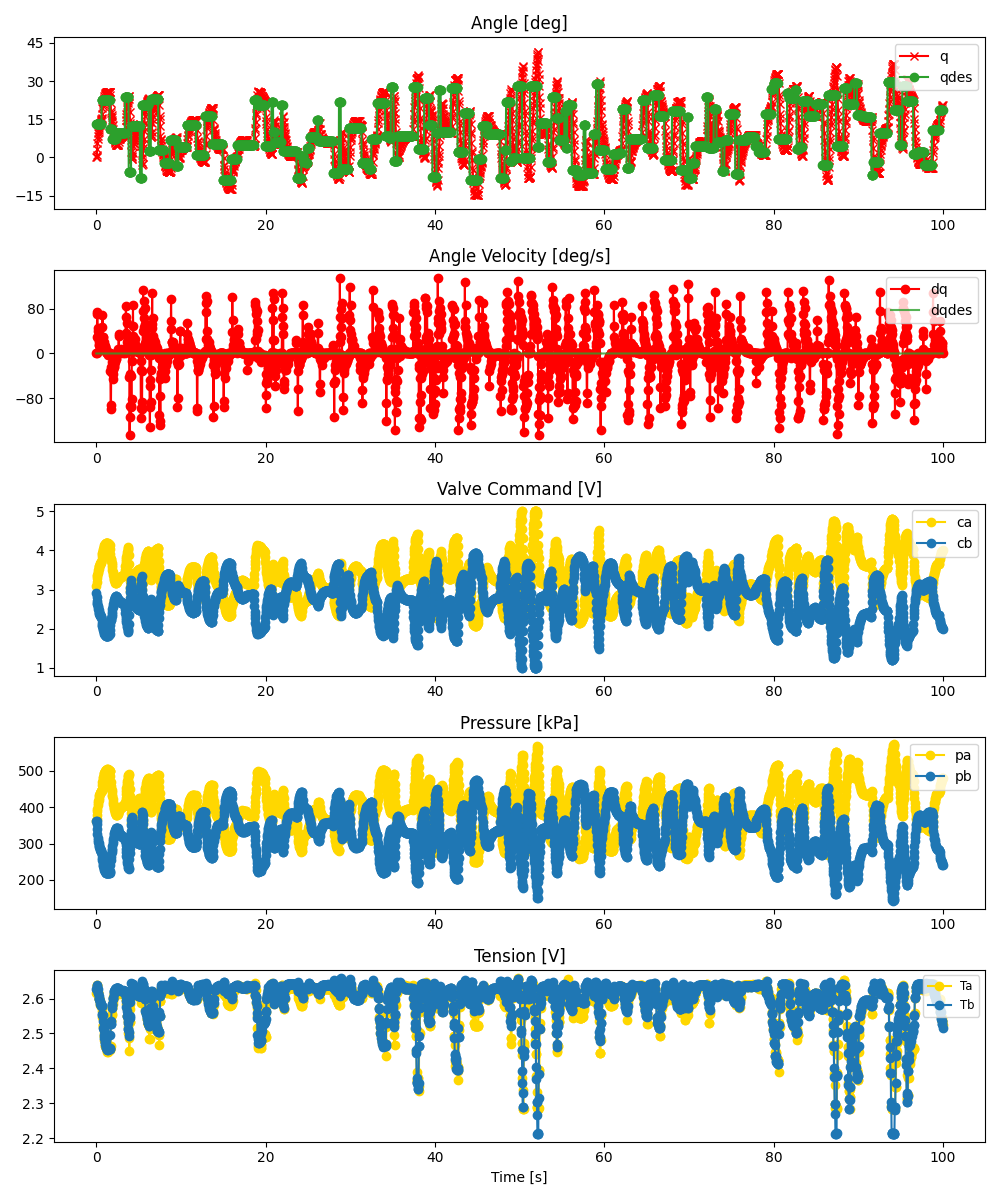 Angle [deg]
45
30
15
0
−15
q
qdes
0 20 40 60 80 100
Angle Velocity [deg/s]
80
0
−80
dq
dqdes
0 20 40 60 80 100
Valve Command [V]
5
4
3
2
1
ca
cb
0 20 40 60 80 100
Pressure [kPa]
500
400
300
200
pa
pb
0 20 40 60 80 100
Tension [V]
2.6
2.5
2.4
2.3
2.2
Ta
Tb
0 20 40 60 80 100
Time [s]